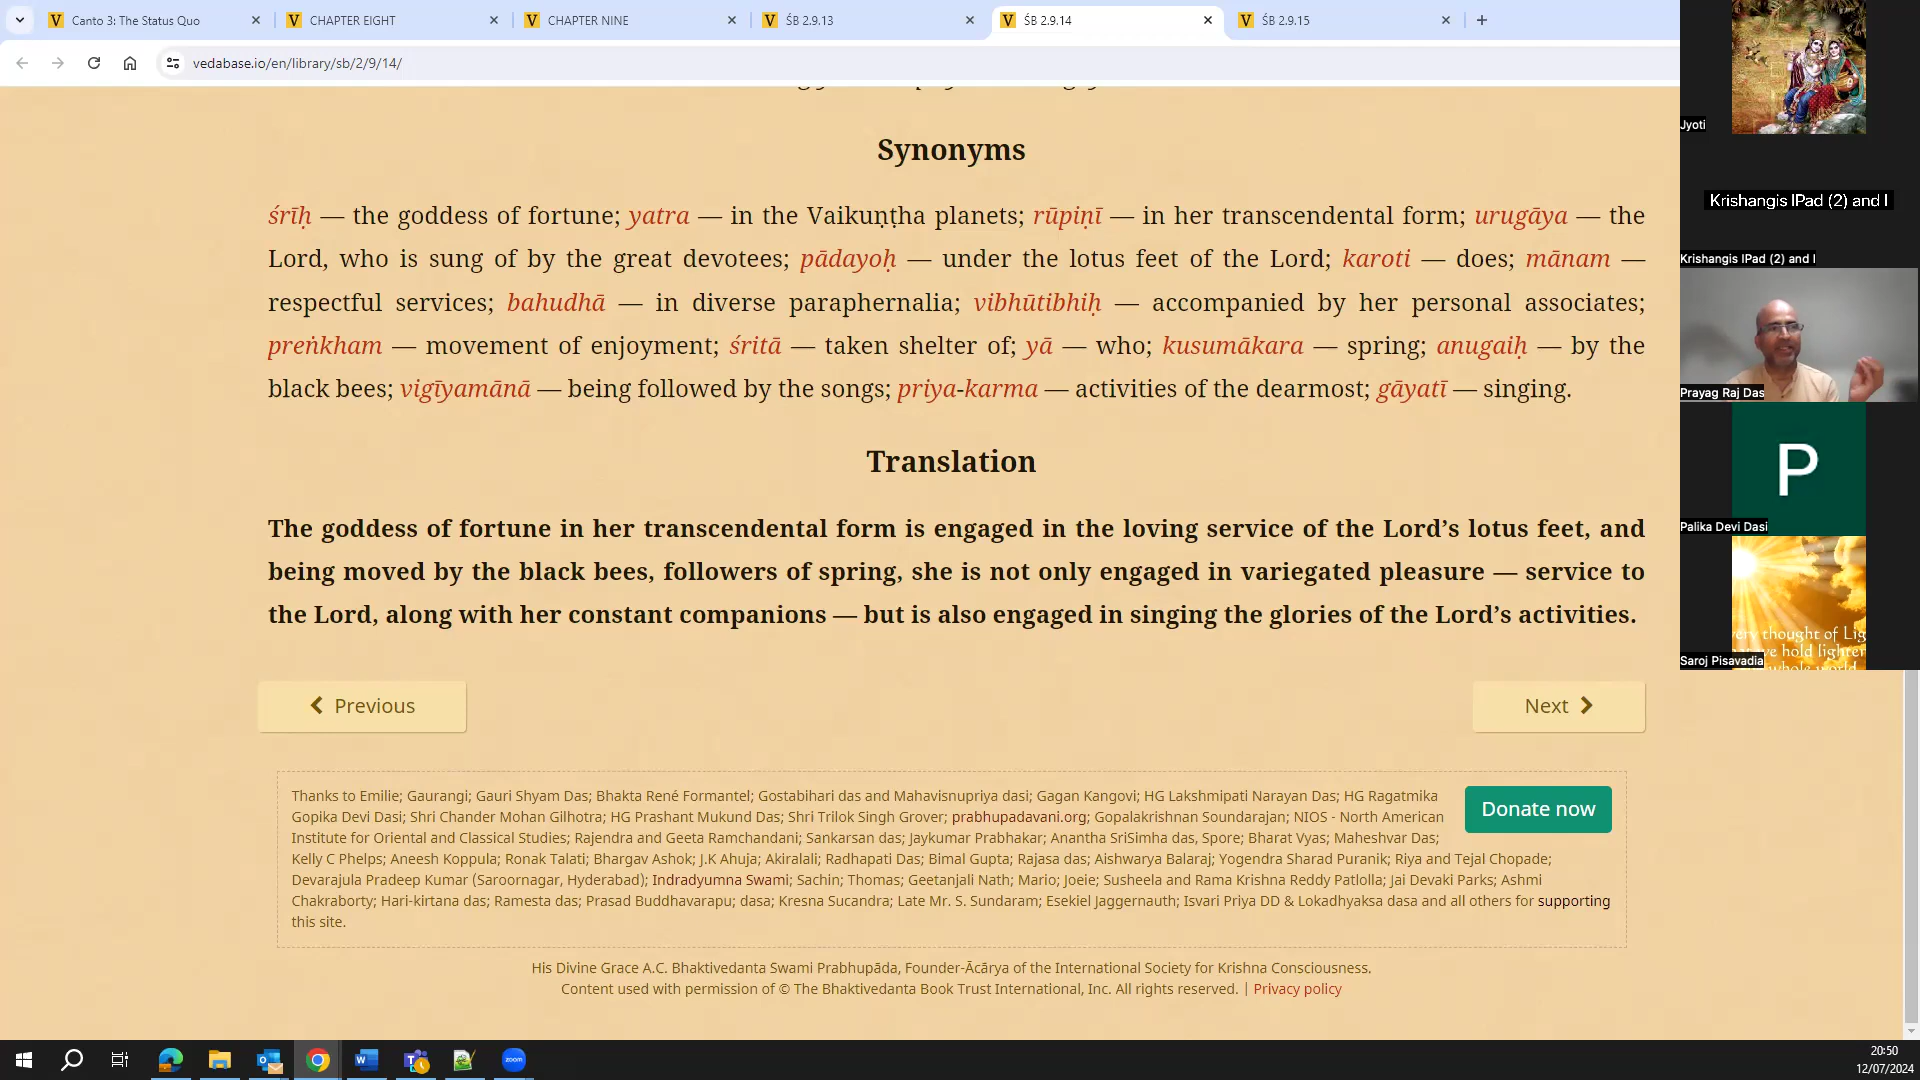 Canto 3: The Status Quo
CHAPTER EIGHT
CHAPTER NINE
ŚB 2.9.13
ŚB 2.9.14
ŚB 2.9.15
vedabase.io/en/library/sb/2/9/14/
Synonyms
śrīḥ — the goddess of fortune; yatra — in the Vaikuṇṭha planets; rūpiṇī — in her transcendental form; urugāya — the
Lord, who is sung of by the great devotees; pādayoḥ — under the lotus feet of the Lord; karoti — does; mānam —
respectful services; bahudhā — in diverse paraphernalia; vibhūtibhiḥ — accompanied by her personal associates;
preṅkham — movement of enjoyment; śritā — taken shelter of; yā — who; kusumākara — spring; anugaiḥ — by the
black bees; vigīyamānā — being followed by the songs; priya-karma — activities of the dearmost; gāyatī — singing.
Translation
The goddess of fortune in her transcendental form is engaged in the loving service of the Lord’s lotus feet, and
being moved by the black bees, followers of spring, she is not only engaged in variegated pleasure — service to
the Lord, along with her constant companions — but is also engaged in singing the glories of the Lord’s activities.
Previous
Next
Thanks to Emilie; Gaurangi; Gauri Shyam Das; Bhakta René Formantel; Gostabihari das and Mahavisnupriya dasi; Gagan Kangovi; HG Lakshmipati Narayan Das; HG Ragatmika
Gopika Devi Dasi; Shri Chander Mohan Gilhotra; HG Prashant Mukund Das; Shri Trilok Singh Grover; prabhupadavani.org; Gopalakrishnan Soundarajan; NIOS - North American
Institute for Oriental and Classical Studies; Rajendra and Geeta Ramchandani; Sankarsan das; Jaykumar Prabhakar; Anantha SriSimha das, Spore; Bharat Vyas; Maheshvar Das;
Kelly C Phelps; Aneesh Koppula; Ronak Talati; Bhargav Ashok; J.K Ahuja; Akiralali; Radhapati Das; Bimal Gupta; Rajasa das; Aishwarya Balaraj; Yogendra Sharad Puranik; Riya and Tejal Chopade;
Devarajula Pradeep Kumar (Saroornagar, Hyderabad); Indradyumna Swami; Sachin; Thomas; Geetanjali Nath; Mario; Joeie; Susheela and Rama Krishna Reddy Patlolla; Jai Devaki Parks; Ashmi
Chakraborty; Hari-kirtana das; Ramesta das; Prasad Buddhavarapu; dasa; Kresna Sucandra; Late Mr. S. Sundaram; Esekiel Jaggernauth; Isvari Priya DD & Lokadhyaksa dasa and all others for supporting
this site.
Donate now
His Divine Grace A.C. Bhaktivedanta Swami Prabhupāda, Founder-Ācārya of the International Society for Krishna Consciousness.
Content used with permission of © The Bhaktivedanta Book Trust International, Inc. All rights reserved. | Privacy policy
Jyoti
Krishangis IPad (2) and I
Krishangis IPad (2) and I
Prayag Raj Das
P
Palika Devi Dasi
thought of Lig
hold lighten
whole world
Saroj Pisavadia
zoom
20:50
12/07/2024